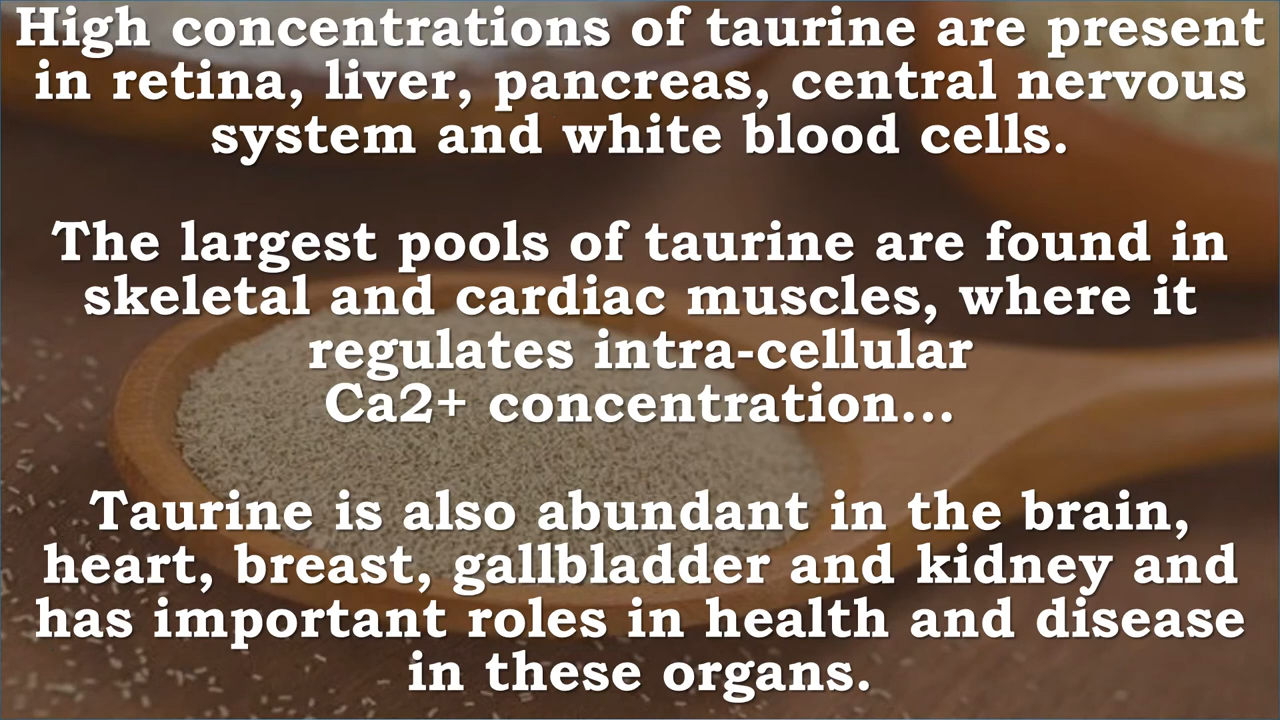 High concentrations of taurine are present
in retina, liver, pancreas, central nervous
system and white blood cells.
The largest pools of taurine are found in
skeletal and cardiac muscles, where it
regulates intra-cellular
Ca2+ concentration...
Taurine is also abundant in the brain,
heart, breast, gallbladder and kidney and
has important roles in health and disease
in these organs.